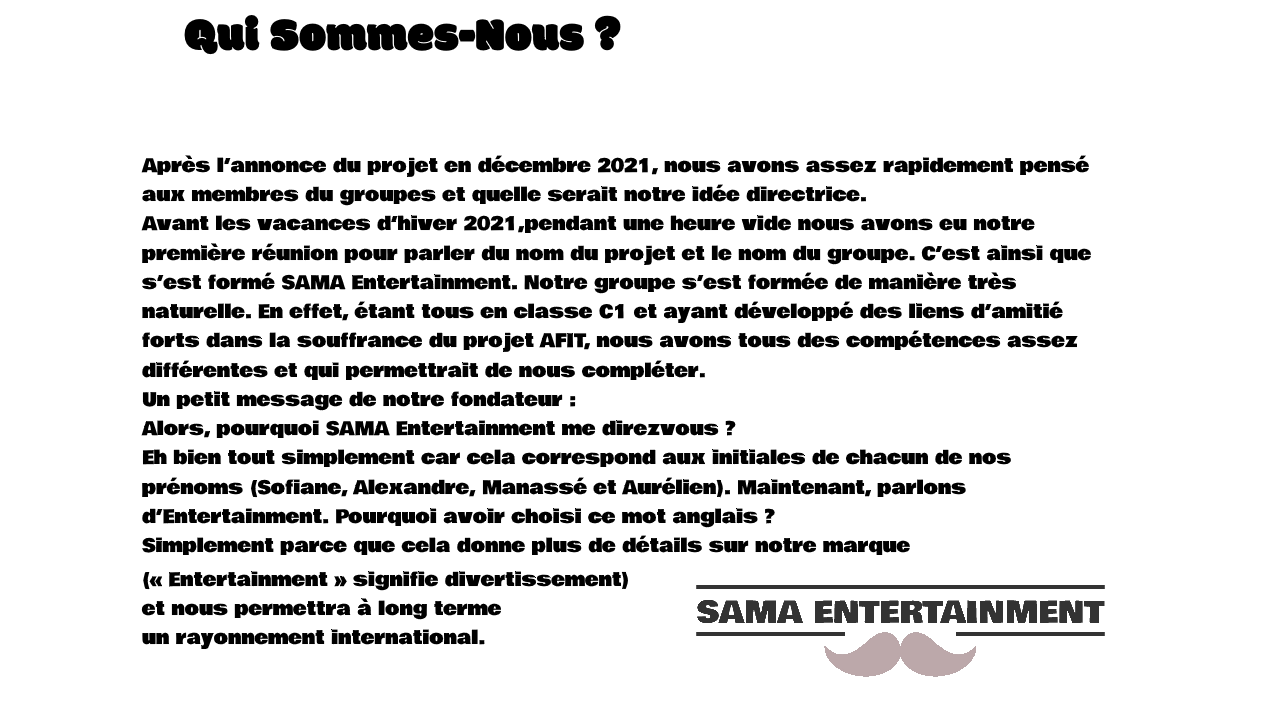 Qui Sommes-Nous ?
Après l'annonce du projet en décembre 2021, nous avons assez rapidement pensé
aux membres du groupes et quelle serait notre idée directrice.
Avant les vacances d'hiver 2021,pendant une heure vide nous avons eu notre
première réunion pour parler du nom du projet et le nom du groupe. C'est ainsi que
s'est formé SAMA Entertainment. Notre groupe s'est formée de manière très
naturelle. En effet, étant tous en classe C1 et ayant développé des liens d'amitié
forts dans la souffrance du projet AFIT, nous avons tous des compétences assez
différentes et qui permettrait de nous compléter.
Un petit message de notre fondateur :
Alors, pourquoi SAMA Entertainment me direzvous ?
Eh bien tout simplement car cela correspond aux initiales de chacun de nos
prénoms (Sofiane, Alexandre, Manassé et Aurélien). Maintenant, parlons
d'Entertainment. Pourquoi avoir choisi ce mot anglais ?
Simplement parce que cela donne plus de détails sur notre marque
(« Entertainment » signifie divertissement)
et nous permettra à long terme
un rayonnement international.
SAMA ENTERTAINMENT